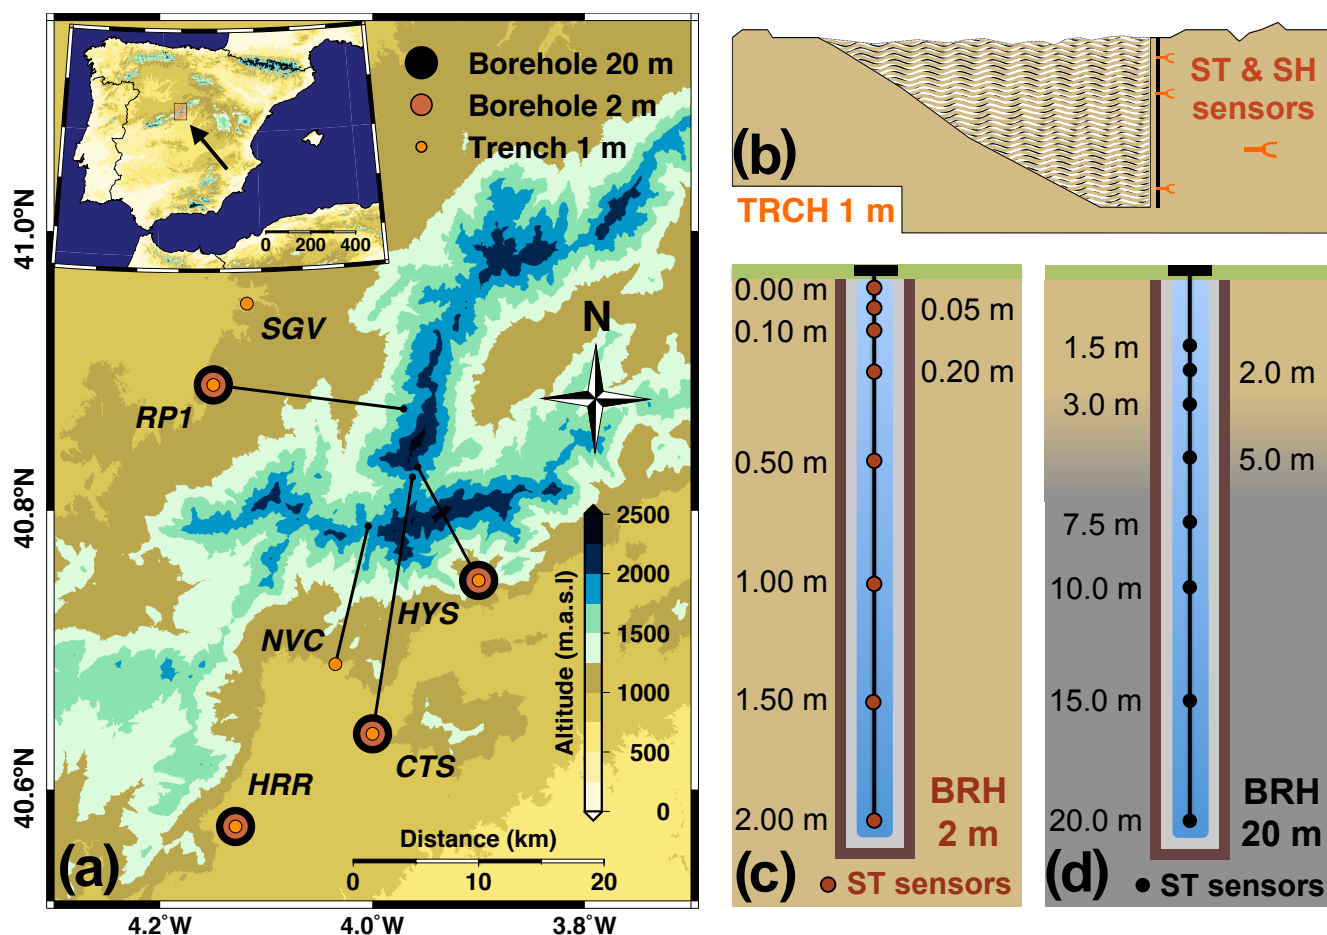 Borehole 20 m
Borehole 2 m
Trench 1 m
0 200 400
41.0°N
40.8°N
40.6°N
SGV
RP1
N
HYS
NVC
CTS
HRR
Altitude (m.a.s.l)
2500
2000
1500
1000
500
0
Distance (km)
0 10 20
(a)
4.2°W 4.0°W 3.8°W
(b)
ST & SH
sensors
TRCH 1 m
0.00 m
0.05 m
0.10 m
0.20 m
0.50 m
1.00 m
1.50 m
2.00 m
BRH
2 m
(c)
ST sensors
1.5 m
2.0 m
3.0 m
5.0 m
7.5 m
10.0 m
15.0 m
20.0 m
BRH
20 m
(d)
ST sensors